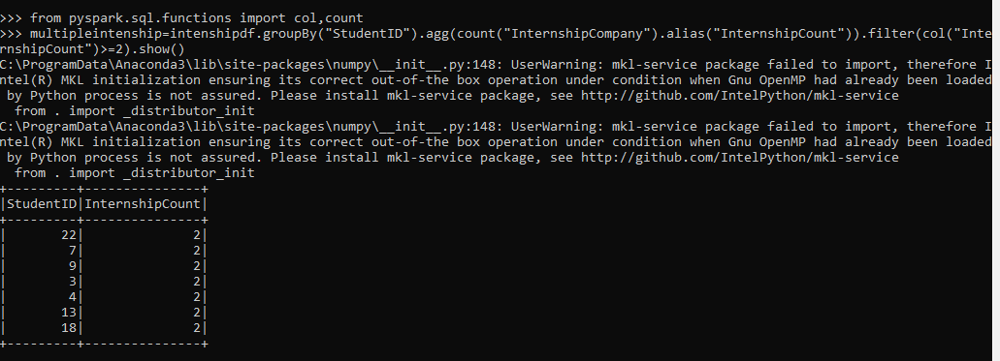 >>> from pyspark.sql.functions import col,count
>>> multipleintenship=intenshipdf.groupBy("StudentID").agg(count("InternshipCompany").alias("InternshipCount")).filter(col("Inte
rnshipCount")>=2).show()
C:\ProgramData\Anaconda3\lib\site-packages\numpy\__init__.py:148: UserWarning: mkl-service package failed to import, therefore I
ntel(R) MKL initialization ensuring its correct out-of-the box operation under condition when Gnu OpenMP had already been loaded
 by Python process is not assured. Please install mkl-service package, see http://github.com/IntelPython/mkl-service
  from . import _distributor_init
C:\ProgramData\Anaconda3\lib\site-packages\numpy\__init__.py:148: UserWarning: mkl-service package failed to import, therefore I
ntel(R) MKL initialization ensuring its correct out-of-the box operation under condition when Gnu OpenMP had already been loaded
 by Python process is not assured. Please install mkl-service package, see http://github.com/IntelPython/mkl-service
  from . import _distributor_init
+---------+---------------+
|StudentID|InternshipCount|
+---------+---------------+
|       22|              2|
|        7|              2|
|        9|              2|
|        3|              2|
|        4|              2|
|       13|              2|
|       18|              2|
+---------+---------------+